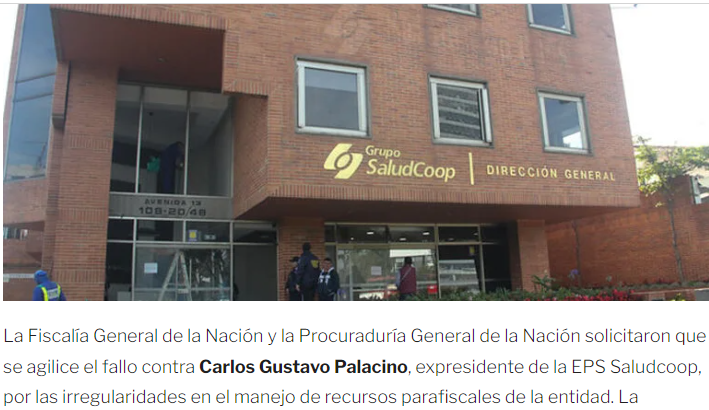 Grupo
SaludCoop
DIRECCIÓN GENERAL
AVENIDA 13
108-20/48
La Fiscalía General de la Nación y la Procuraduría General de la Nación solicitaron que
se agilice el fallo contra Carlos Gustavo Palacino, expresidente de la EPS Saludcoop,
por las irregularidades en el manejo de recursos parafiscales de la entidad. La